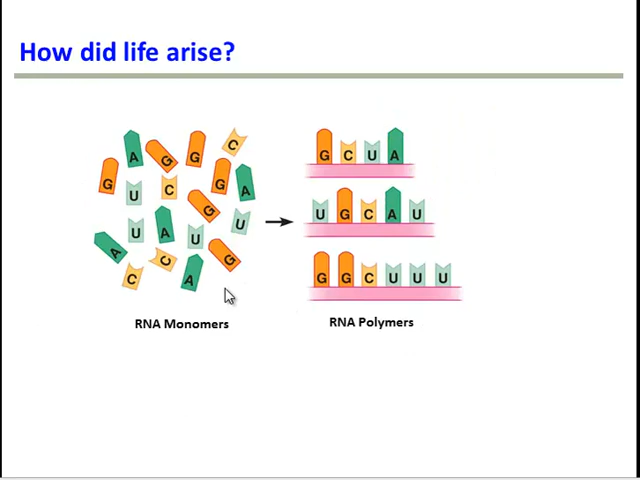 How did life arise?
A G G C
G U C G A
G
U A U U
A C G
C A
RNA Monomers
G C U A
U G C A U
G G C U U U
RNA Polymers